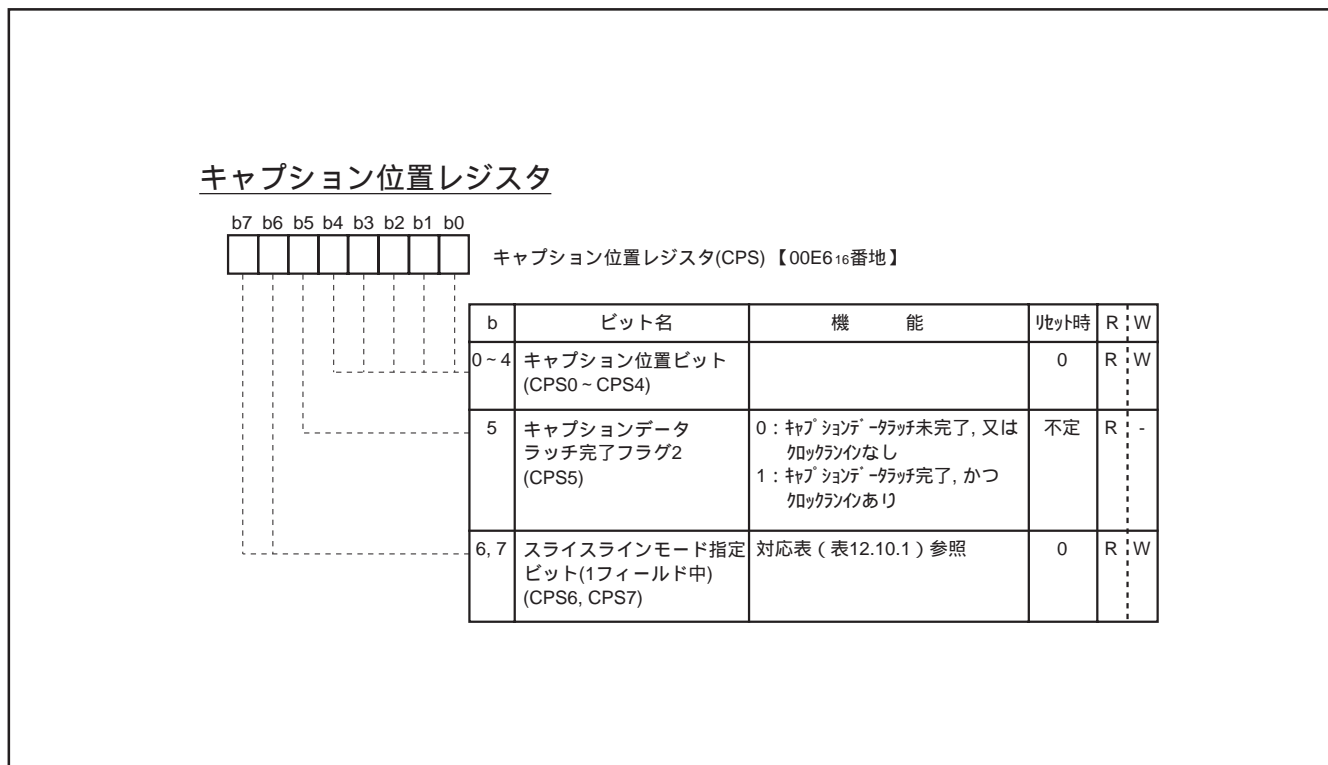 キャプション位置レジスタ
b7 b6 b5 b4 b3 b2 b1 b0
キャプション位置レジスタ(CPS)【00E6₁₆番地】
b ビット名 機 能 リセット時 R W
0~4 キャプション位置ビット 0 R W
(CPS0~CPS4)
5 キャプションデータ 0:キャプションデータラッチ未完了, 又は 不定 R -
ラッチ完了フラグ2 クロックランインなし
(CPS5) 1:キャプションデータラッチ完了, かつ
クロックランインあり
6, 7 スライスラインモード指定 対応表(表12.10.1)参照 0 R W
ビット(1フィールド中)
(CPS6, CPS7)